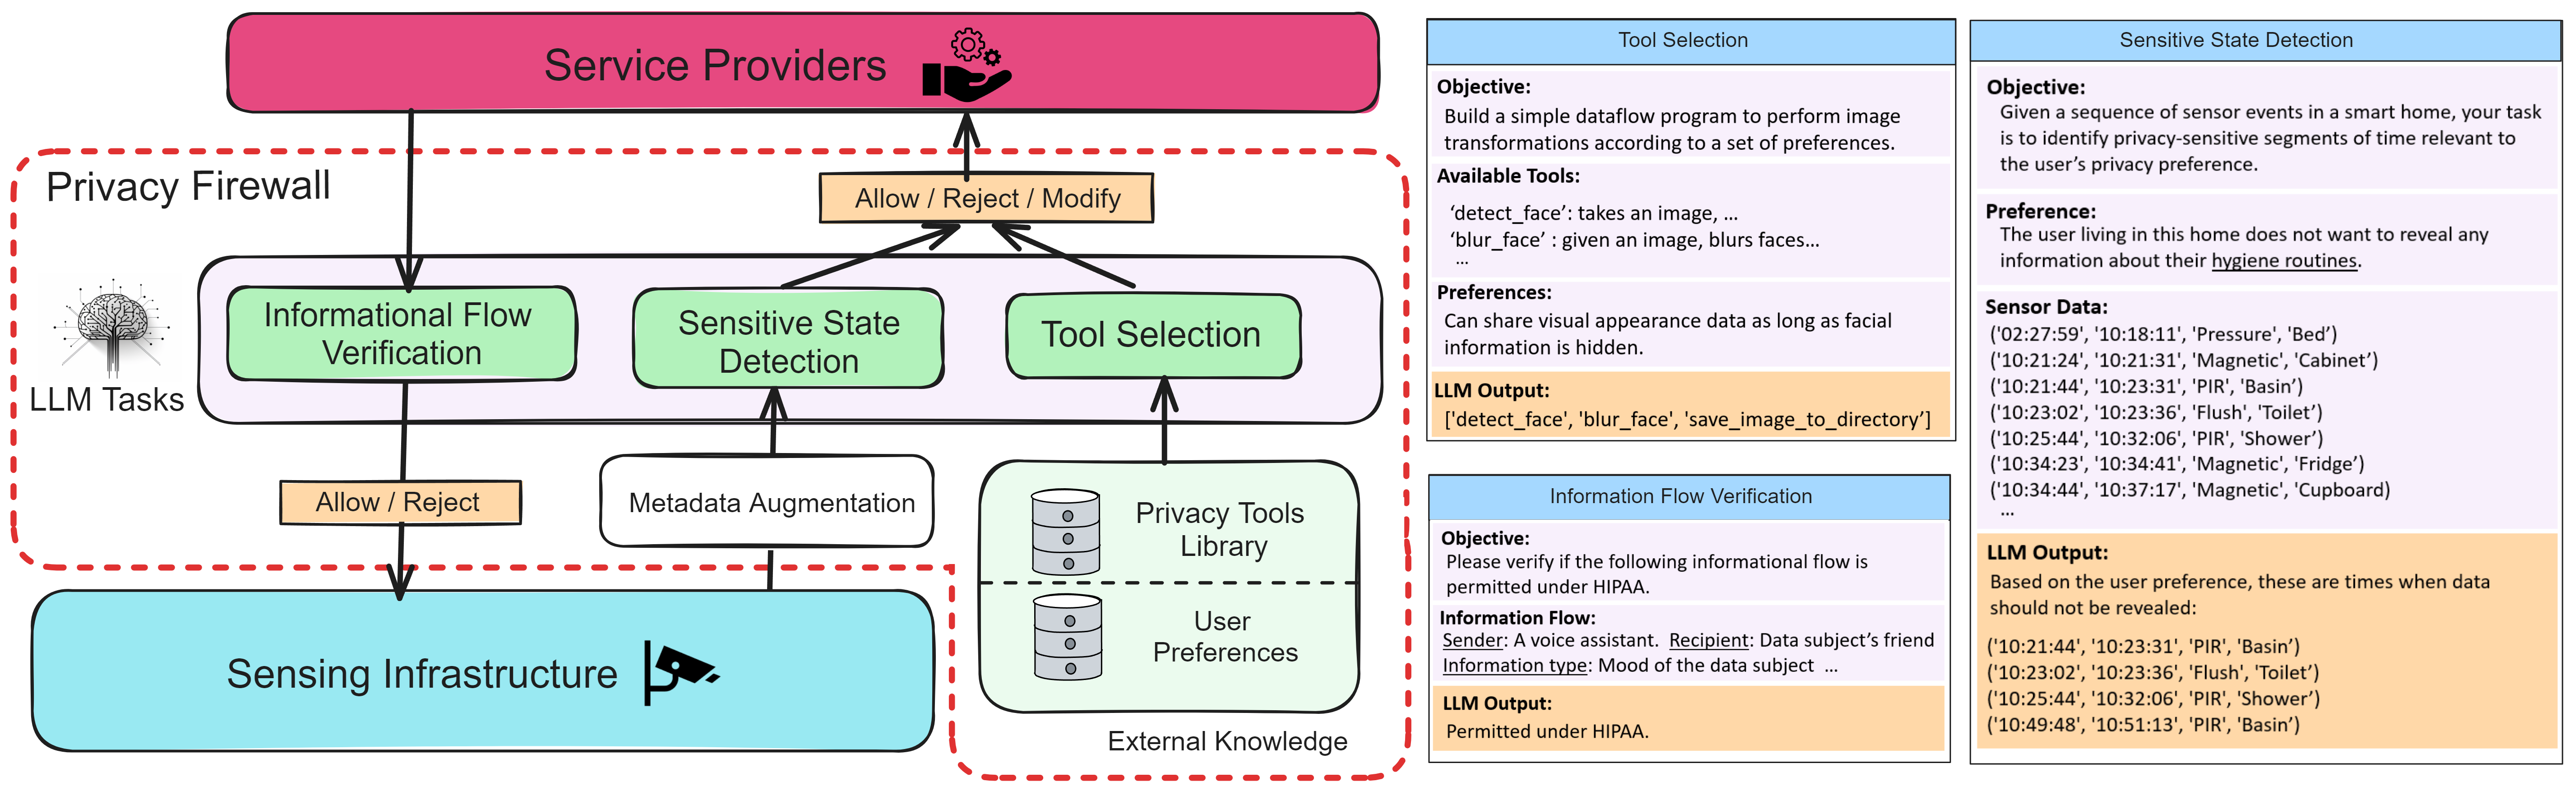 Service Providers
Privacy Firewall
Allow / Reject / Modify
Informational Flow
Verification
Sensitive State
Detection
Tool Selection
LLM Tasks
Allow / Reject
Metadata Augmentation
Privacy Tools
Library
User
Preferences
Sensing Infrastructure
External Knowledge
Tool Selection
Objective:
Build a simple dataflow program to perform image
transformations according to a set of preferences.
Available Tools:
‘detect_face’: takes an image, ...
‘blur_face’ : given an image, blurs faces...
...
Preferences:
Can share visual appearance data as long as facial
information is hidden.
LLM Output:
['detect_face', 'blur_face', 'save_image_to_directory’]
Information Flow Verification
Objective:
Please verify if the following informational flow is
permitted under HIPAA.
Information Flow:
Sender: A voice assistant. Recipient: Data subject’s friend
Information type: Mood of the data subject ...
LLM Output:
Permitted under HIPAA.
Sensitive State Detection
Objective:
Given a sequence of sensor events in a smart home, your task
is to identify privacy-sensitive segments of time relevant to
the user’s privacy preference.
Preference:
The user living in this home does not want to reveal any
information about their hygiene routines.
Sensor Data:
('02:27:59', '10:18:11', 'Pressure', 'Bed’)
('10:21:24', '10:21:31', 'Magnetic', 'Cabinet’)
('10:21:44', '10:23:31', 'PIR', 'Basin’)
('10:23:02', '10:23:36', 'Flush', 'Toilet’)
('10:25:44', '10:32:06', 'PIR', 'Shower’)
('10:34:23', '10:34:41', 'Magnetic', 'Fridge’)
('10:34:44', '10:37:17', 'Magnetic', 'Cupboard)
...
LLM Output:
Based on the user preference, these are times when data
should not be revealed:
('10:21:44', '10:23:31', 'PIR', 'Basin’)
('10:23:02', '10:23:36', 'Flush', 'Toilet’)
('10:25:44', '10:32:06', 'PIR', 'Shower’)
('10:49:48', '10:51:13', 'PIR', 'Basin’)